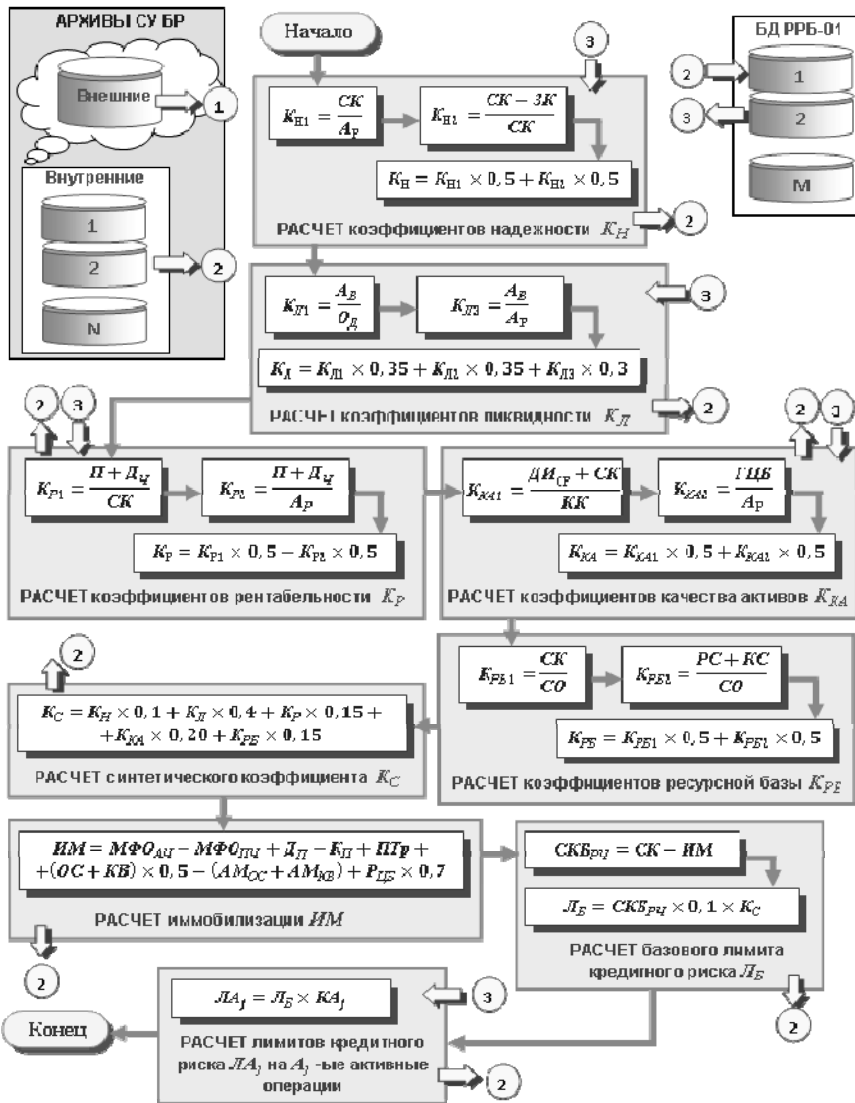 АРХИВЫ СУ БР
Внешние
1
Внутренние
1
2
N
2
Начало
3
БД РРБ-01
2
3
1
2
M
K_Н1 = СК / A_Р
K_Н2 = (СК − ЗК) / СК
K_Н = K_Н1 × 0,5 + K_Н2 × 0,5
РАСЧЕТ коэффициентов надежности K_Н
2
K_Л1 = A_В / O_Д
K_Л3 = A_В / A_Р
3
K_Л = K_Л1 × 0,35 + K_Л2 × 0,35 + K_Л3 × 0,3
РАСЧЕТ коэффициентов ликвидности K_Л
2
2
3
K_Р1 = (П + Д_Ч) / СК
K_Р2 = (П + Д_Ч) / A_Р
K_Р = K_Р1 × 0,5 − K_Р2 × 0,5
РАСЧЕТ коэффициентов рентабельности K_Р
2
3
K_КА1 = (ДИ_СР + СК) / КК
K_КА2 = ГЦБ / A_Р
K_КА = K_КА1 × 0,5 + K_КА2 × 0,5
РАСЧЕТ коэффициентов качества активов K_КА
K_РБ1 = СК / СО
K_РБ2 = (РС + КС) / СО
K_РБ = K_РБ1 × 0,5 + K_РБ2 × 0,5
РАСЧЕТ коэффициентов ресурсной базы K_РБ
2
K_С = K_Н × 0,1 + K_Л × 0,4 + K_Р × 0,15 +
+K_КА × 0,20 + K_РБ × 0,15
РАСЧЕТ синтетического коэффициента K_С
ИМ = МФО_АЧ − МФО_ПЧ + Д_П − К_П + ПТр +
+(ОС + КВ) × 0,5 − (АМ_ОС + АМ_КВ) + Р_ЦБ × 0,7
РАСЧЕТ иммобилизации ИМ
2
СКБ_РЧ = СК − ИМ
Л_Б = СКБ_РЧ × 0,1 × K_С
РАСЧЕТ базового лимита
кредитного риска Л_Б
2
ЛА_j = Л_Б × КА_j
3
РАСЧЕТ лимитов кредитного
риска ЛА_j на А_j -ые активные
операции
2
Конец